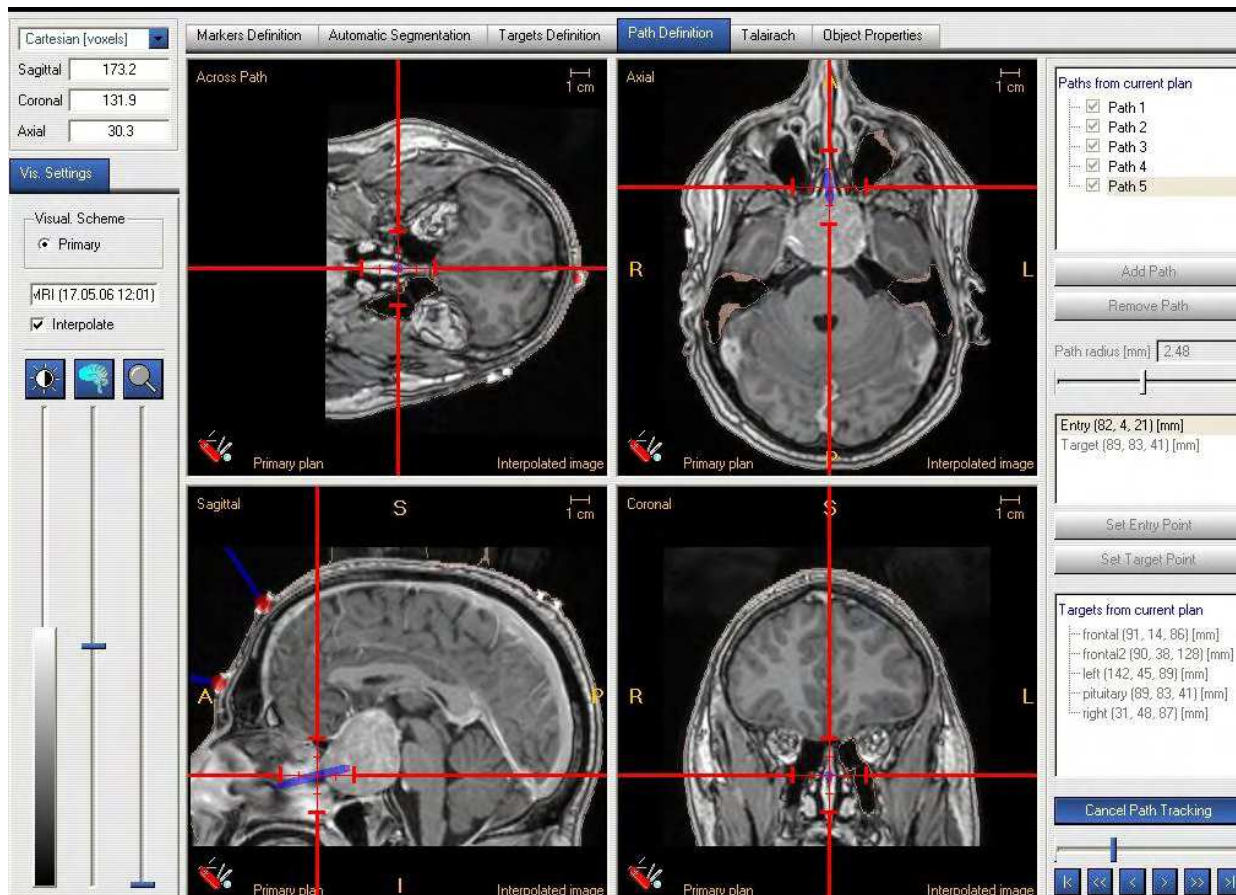 Cartesian [voxels]
Sagittal 173.2
Coronal 131.9
Axial 30.3
Vis. Settings
Visual. Scheme
Primary
MRI (17.05.06 12:01)
Interpolate
Markers Definition
Automatic Segmentation
Targets Definition
Path Definition
Talairach
Object Properties
Across Path
1 cm
Primary plan
Interpolated image
Axial
1 cm
A
R
L
P
Primary plan
Interpolated image
Sagittal
S
1 cm
A
P
I
Primary plan
Interpolated image
Coronal
S
1 cm
R
L
Primary plan
Interpolated image
Paths from current plan
Path 1
Path 2
Path 3
Path 4
Path 5
Add Path
Remove Path
Path radius [mm] 2.48
Entry (82, 4, 21) [mm]
Target (89, 83, 41) [mm]
Set Entry Point
Set Target Point
Targets from current plan
frontal (91, 14, 86) [mm]
frontal2 (90, 38, 128) [mm]
left (142, 45, 89) [mm]
pituitary (89, 83, 41) [mm]
right (31, 48, 87) [mm]
Cancel Path Tracking